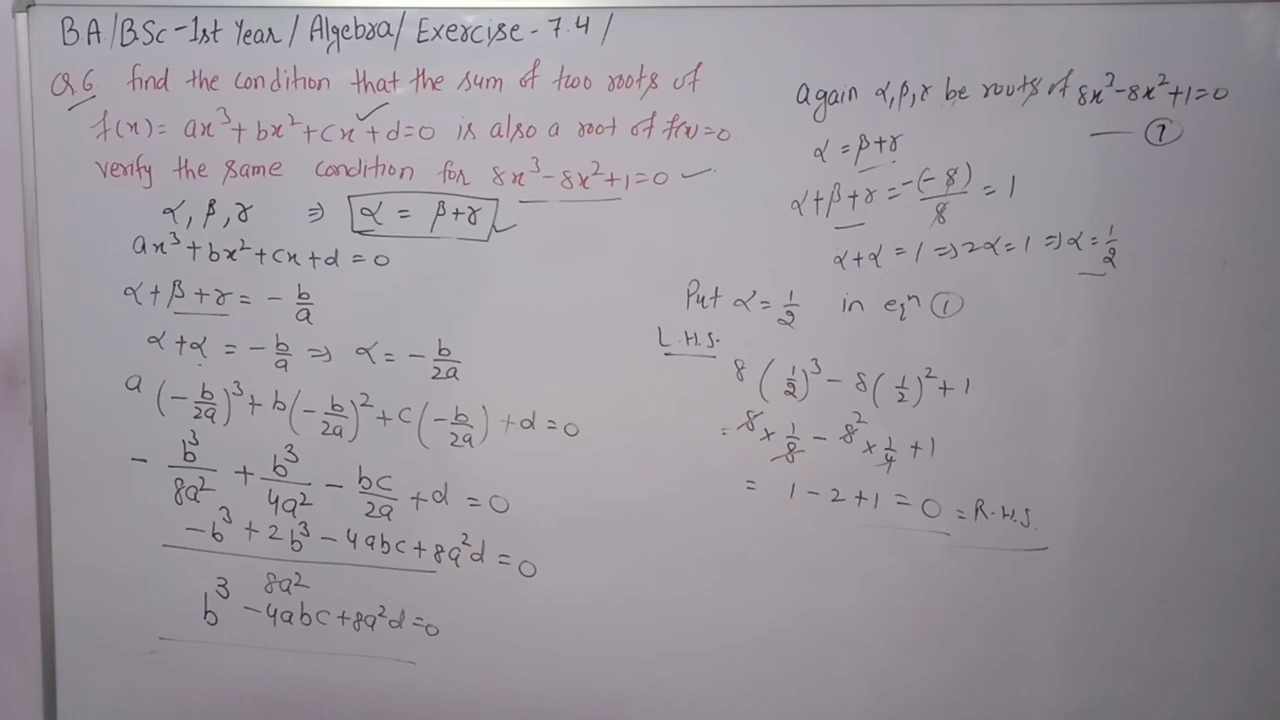 BA/BSc-1st Year/ Algebra/ Exercise-7.4/
Q.6. find the condition that the sum of two roots of
f(x)= ax³+bx²+cx+d=0 is also a root of f(x)=0.
verify the same condition for 8x³-8x²+1=0
α, β, γ ⇒ α = β+γ
ax³+bx²+cx+d=0
α+β+γ = -b/a
α+α = -b/a ⇒ α = -b/2a
a(-b/2a)³+b(-b/2a)²+c(-b/2a)+d=0
-b³/8a² + b³/4a² - bc/2a + d = 0
(-b³+2b³-4abc+8a²d)/8a² = 0
b³-4abc+8a²d=0
again α,β,γ be roots of 8x³-8x²+1=0
— ①
α = β+γ
α+β+γ = -(-8)/8 = 1
α+α = 1 ⇒ 2α=1 ⇒ α=1/2
Put α=1/2 in eqⁿ ①
L.H.S.
8(1/2)³-8(1/2)²+1
= 8×1/8 - 8²×1/4 +1
= 1-2+1 = 0 = R.H.S.